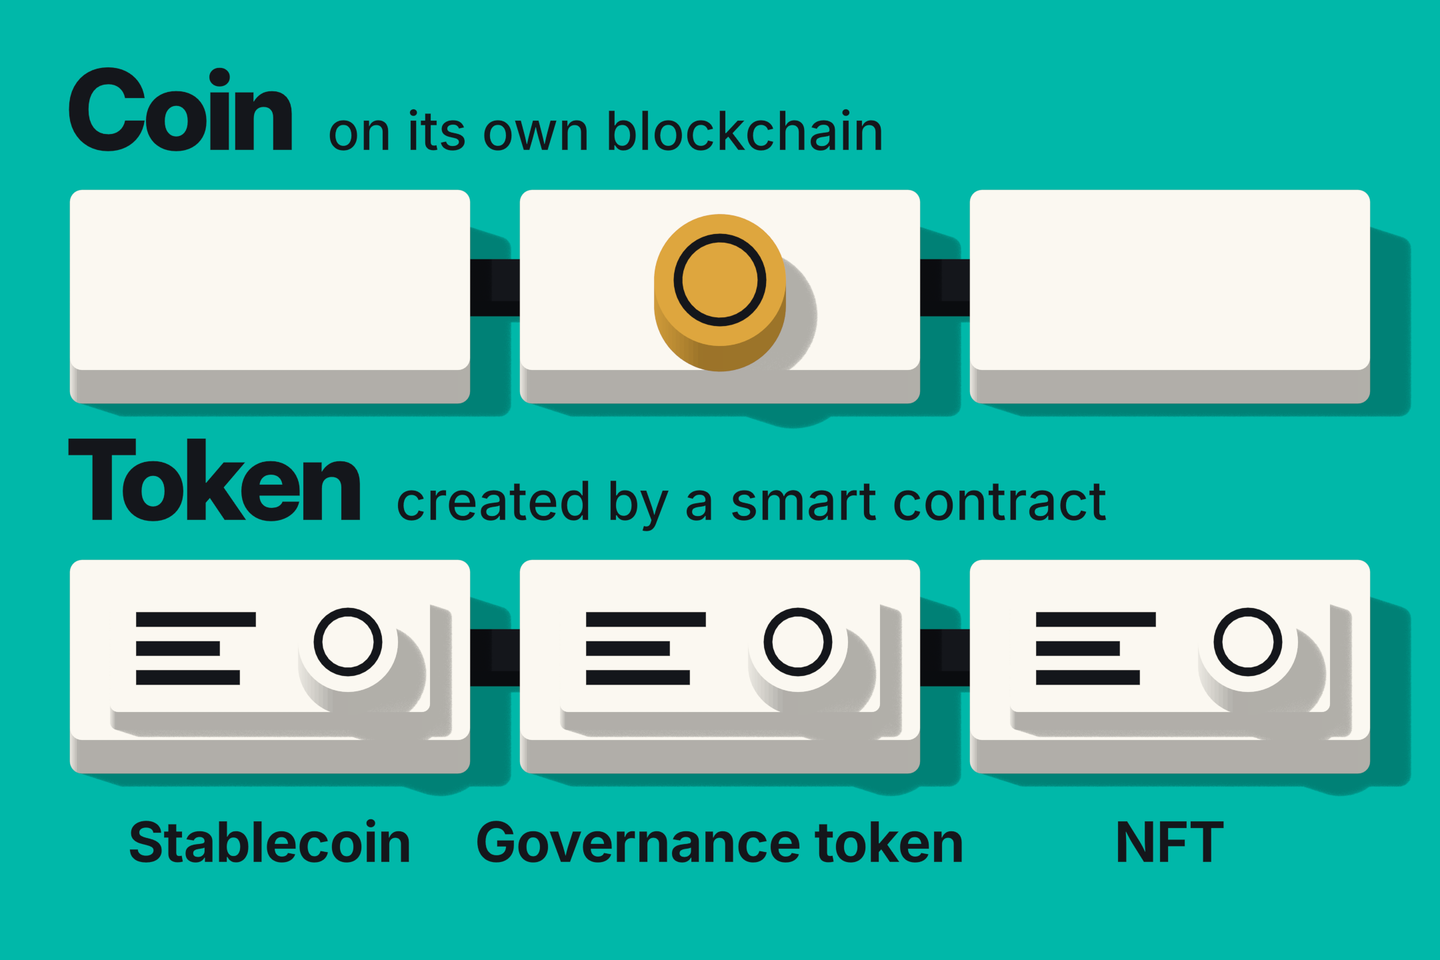 Coin on its own blockchain
Token created by a smart contract
Stablecoin Governance token NFT